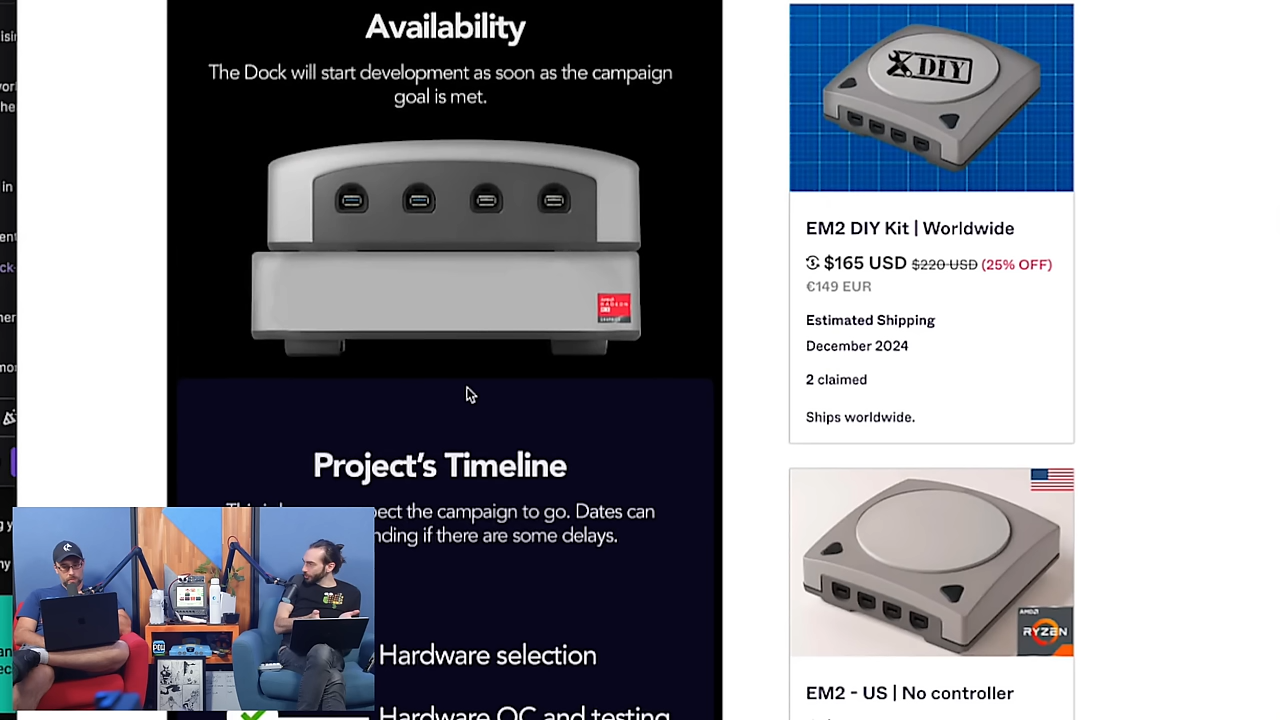 Availability
The Dock will start development as soon as the campaign
goal is met.
AMD
RADEON
Project's Timeline
pect the campaign to go. Dates can
nding if there are some delays.
Hardware selection
Hardware QC and testing
DIY
EM2 DIY Kit | Worldwide
$165 USD $220 USD (25% OFF)
€149 EUR
Estimated Shipping
December 2024
2 claimed
Ships worldwide.
AMD
RYZEN
EM2 - US | No controller